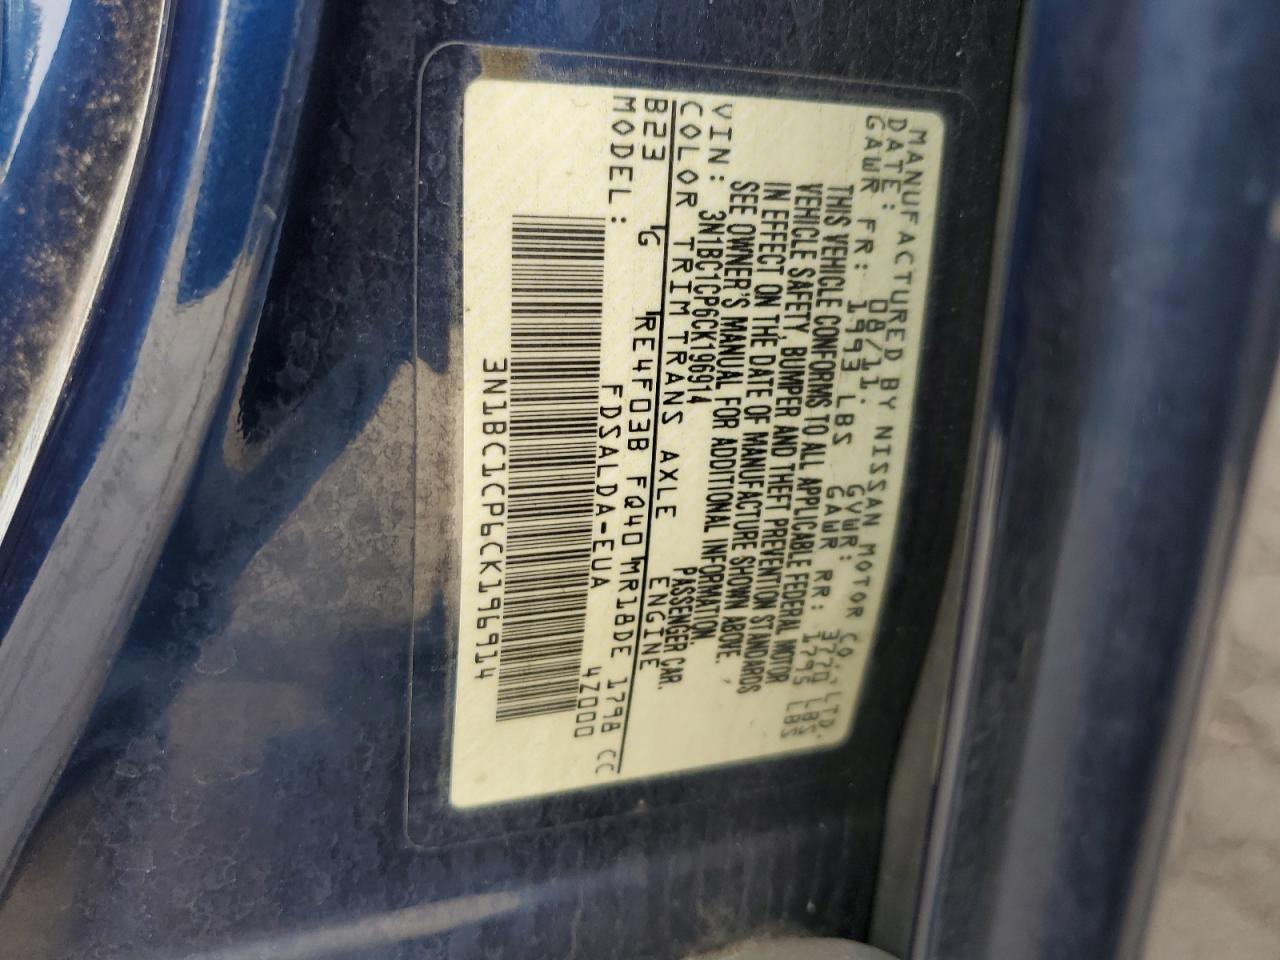 MANUFACTURED BY NISSAN MOTOR CO., LTD.
DATE: 08/11. GVWR: 3770 LBS
GAWR FR: 1893 LBS GAWR RR: 1795 LBS
THIS VEHICLE CONFORMS TO ALL APPLICABLE FEDERAL MOTOR
VEHICLE SAFETY, BUMPER AND THEFT PREVENTION STANDARDS
IN EFFECT ON THE DATE OF MANUFACTURE SHOWN ABOVE.
SEE OWNER'S MANUAL FOR ADDITIONAL INFORMATION.
VIN: 3N1BC1CP6CK196914 PASSENGER CAR.
COLOR TRIM TRANS AXLE ENGINE
B23 G RE4F03B FQ40 MR18DE 1798 CC
MODEL: FDSALDA-EUA 4Z000
3N1BC1CP6CK196914